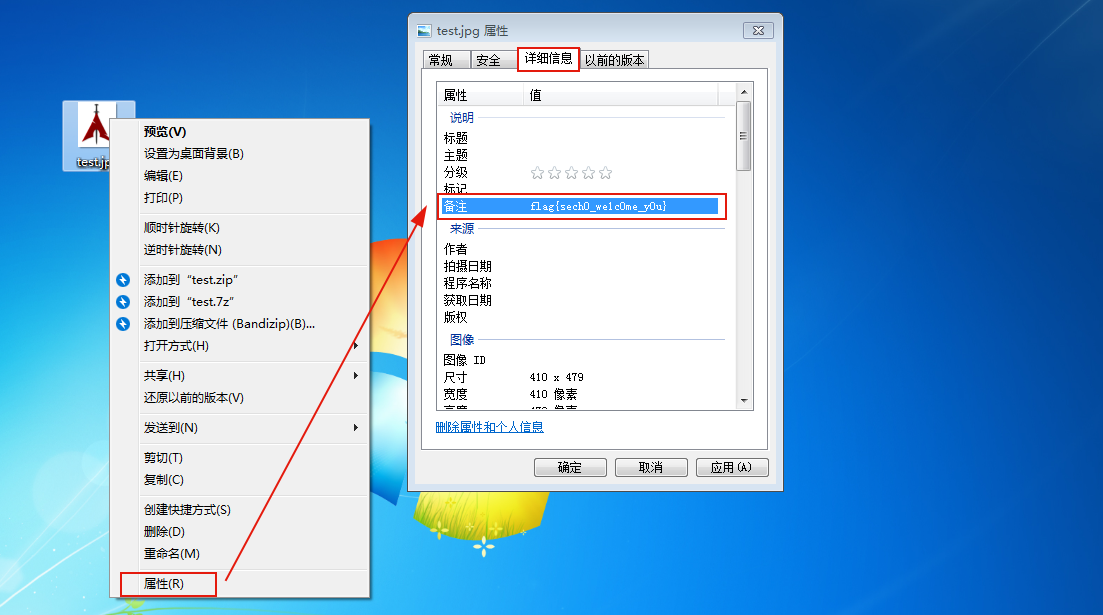 test.jp
预览(V)
设置为桌面背景(B)
编辑(E)
打印(P)
顺时针旋转(K)
逆时针旋转(N)
添加到 “test.zip”
添加到 “test.7z”
添加到压缩文件 (Bandizip)(B)...
打开方式(H)
共享(H)
还原以前的版本(V)
发送到(N)
剪切(T)
复制(C)
创建快捷方式(S)
删除(D)
重命名(M)
属性(R)
test.jpg 属性
常规 安全 详细信息 以前的版本
属性 值
说明
标题
主题
分级
标记
备注 flag{sech0_we1c0me_y0u}
来源
作者
拍摄日期
程序名称
获取日期
版权
图像
图像 ID
尺寸 410 x 479
宽度 410 像素
高度 479 像素
删除属性和个人信息
确定 取消 应用(A)